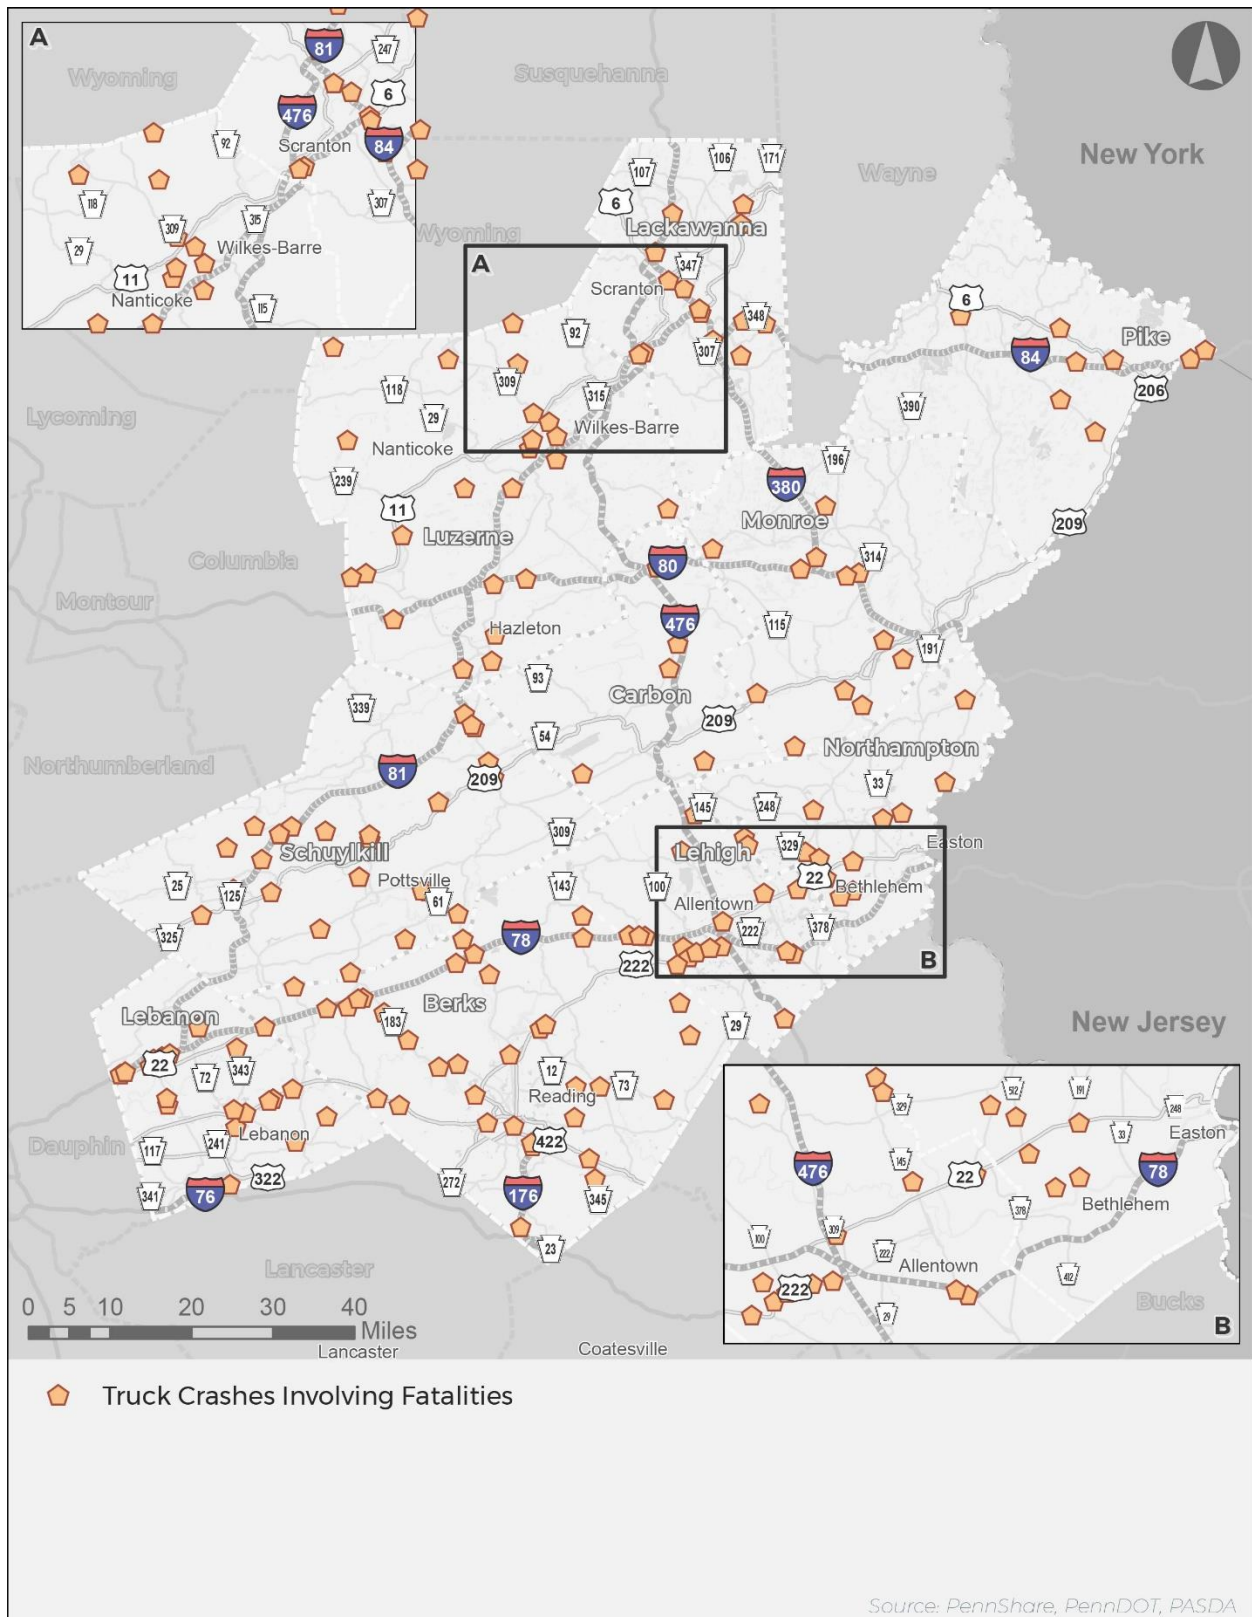 A
Wyoming
81
247
6
476
92
Scranton
84
118
307
309
315
29
Wilkes-Barre
11
Nanticoke
115
Susquehanna
New York
Wayne
107
106
171
6
Lackawanna
Wyoming
A
347
Scranton
92
348
307
309
315
Wilkes-Barre
6
Pike
84
206
390
118
29
Lycoming
Nanticoke
239
196
11
380
Monroe
209
Luzerne
Columbia
80
314
Montour
476
115
Hazleton
191
93
Carbon
339
209
54
Northampton
Northumberland
81
209
33
145
248
309
329
Easton
Schuylkill
Lehigh
25
Pottsville
143
100
22
Bethlehem
125
61
Allentown
325
78
222
378
222
B
Lebanon
Berks
183
29
New Jersey
22
72
343
12
73
Reading
Dauphin
Lebanon
117
241
422
322
272
341
76
176
345
23
Lancaster
512
191
329
248
33
Easton
476
145
22
78
378
Bethlehem
100
309
222
Allentown
412
222
29
Bucks
B
0 5 10 20 30 40
Miles
Lancaster
Coatesville
Truck Crashes Involving Fatalities
Source: PennShare, PennDOT, PASDA